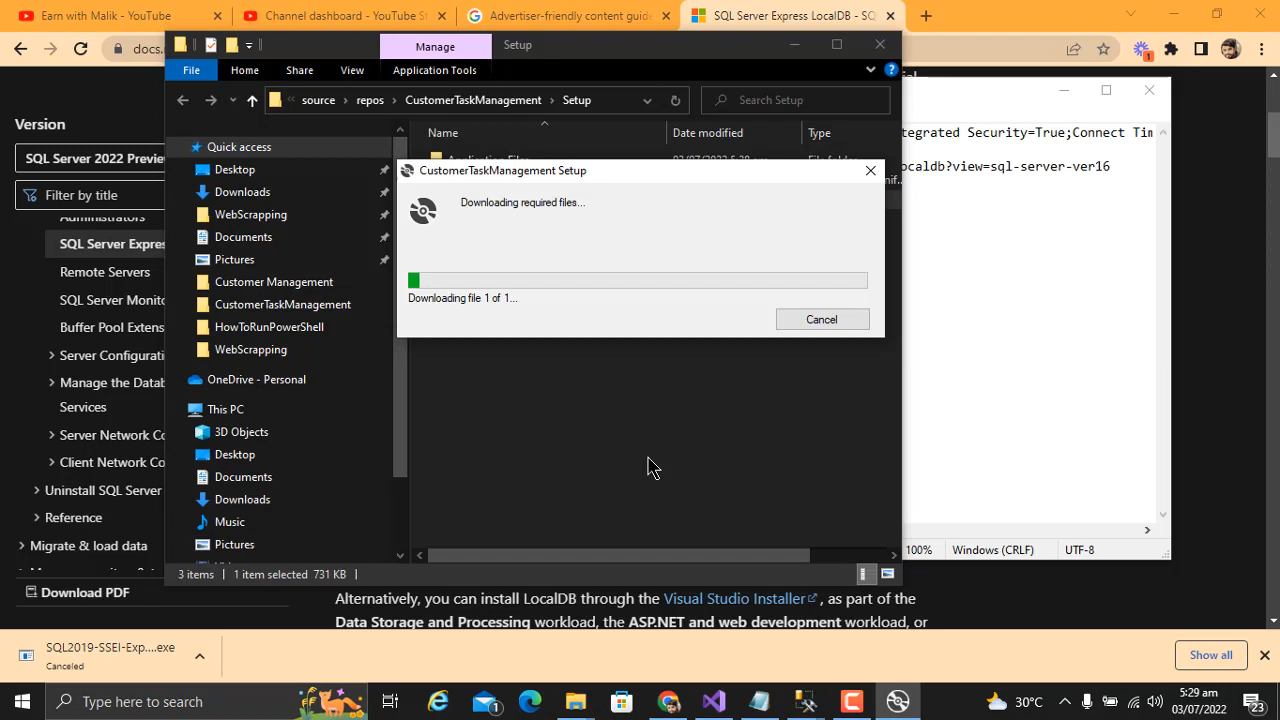 Earn with Malik - YouTube
Channel dashboard - YouTube S
Advertiser-friendly content guide
SQL Server Express LocalDB - SQ
docs.
1
Manage
Setup
File
Home
Share
View
Application Tools
source
repos
CustomerTaskManagement
Setup
Search Setup
Version
SQL Server 2022 Preview
Filter by title
Administrators
SQL Server Expres
Remote Servers
SQL Server Monito
Buffer Pool Extens
Server Configurati
Manage the Datab
Services
Server Network Co
Client Network Co
Uninstall SQL Server
Reference
Migrate & load data
Download PDF
Quick access
Desktop
Downloads
WebScrapping
Documents
Pictures
Customer Management
CustomerTaskManagement
HowToRunPowerShell
WebScrapping
OneDrive - Personal
This PC
3D Objects
Desktop
Documents
Downloads
Music
Pictures
Name
Date modified
Type
CustomerTaskManagement Setup
Downloading required files...
Downloading file 1 of 1...
Cancel
3 items
1 item selected 731 KB
tegrated Security=True;Connect Tim
ocaldb?view=sql-server-ver16
100%
Windows (CRLF)
UTF-8
Alternatively, you can install LocalDB through the Visual Studio Installer , as part of the
Data Storage and Processing workload, the ASP.NET and web development workload, or
SQL2019-SSEI-Exp....exe
Canceled
Show all
Type here to search
1
30°C
5:29 am
03/07/2022
23